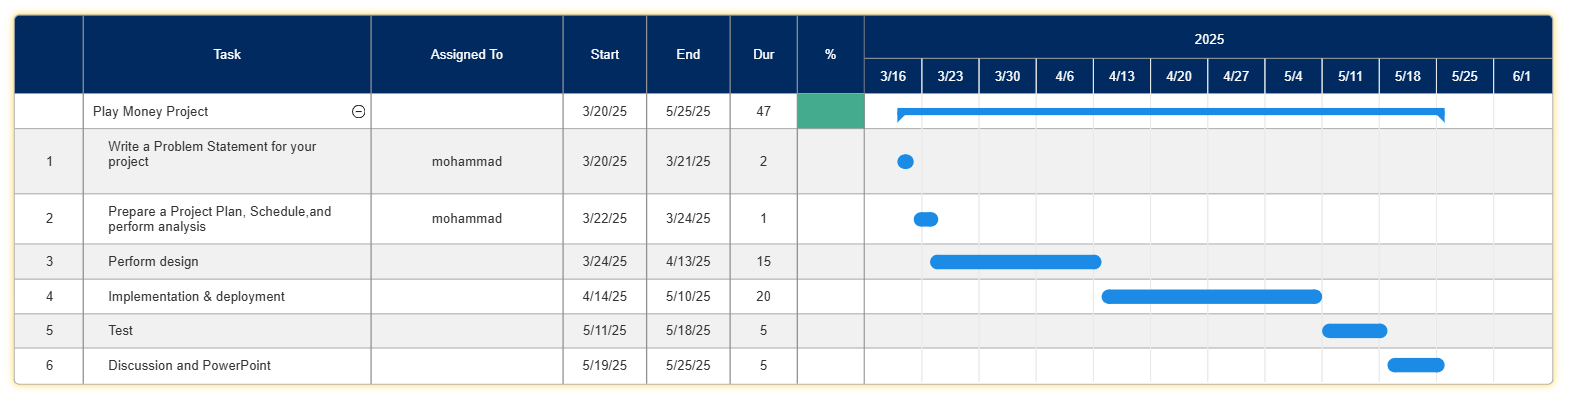 Task Assigned To Start End Dur % 2025
3/16 3/23 3/30 4/6 4/13 4/20 4/27 5/4 5/11 5/18 5/25 6/1
Play Money Project 3/20/25 5/25/25 47
1 Write a Problem Statement for your
project mohammad 3/20/25 3/21/25 2
2 Prepare a Project Plan, Schedule,and
perform analysis mohammad 3/22/25 3/24/25 1
3 Perform design 3/24/25 4/13/25 15
4 Implementation & deployment 4/14/25 5/10/25 20
5 Test 5/11/25 5/18/25 5
6 Discussion and PowerPoint 5/19/25 5/25/25 5